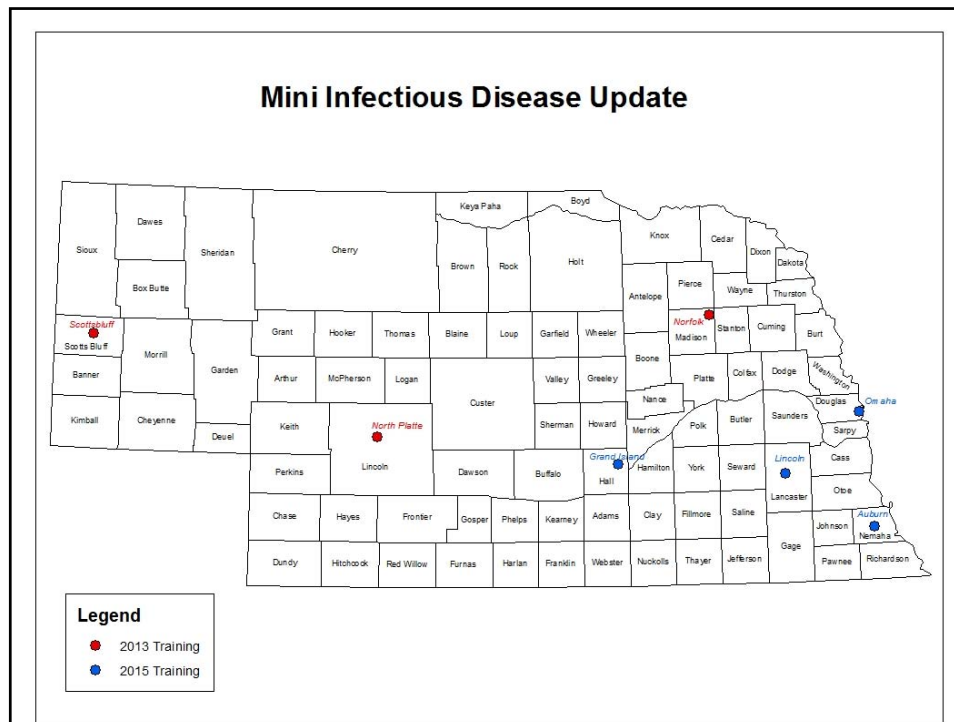 Mini Infectious Disease Update
Keya Paha
Boyd
Dawes
Sioux
Sheridan
Cherry
Brown
Rock
Holt
Knox
Cedar
Dixon
Dakota
Box Butte
Antelope
Pierce
Wayne
Thurston
Scottsbluff
Scotts Bluff
Grant
Hooker
Thomas
Blaine
Loup
Garfield
Wheeler
Norfolk
Madison
Stanton
Cuming
Burt
Banner
Morrill
Garden
Arthur
McPherson
Logan
Custer
Valley
Greeley
Boone
Platte
Colfax
Dodge
Washington
Nance
Douglas
Omaha
Kimball
Cheyenne
Deuel
Keith
North Platte
Lincoln
Sherman
Howard
Merrick
Polk
Butler
Saunders
Sarpy
Perkins
Dawson
Buffalo
Grand Island
Hall
Hamilton
York
Seward
Lincoln
Lancaster
Cass
Otoe
Chase
Hayes
Frontier
Gosper
Phelps
Kearney
Adams
Clay
Fillmore
Saline
Gage
Johnson
Auburn
Nemaha
Dundy
Hitchcock
Red Willow
Furnas
Harlan
Franklin
Webster
Nuckolls
Thayer
Jefferson
Pawnee
Richardson
Legend
2013 Training
2015 Training